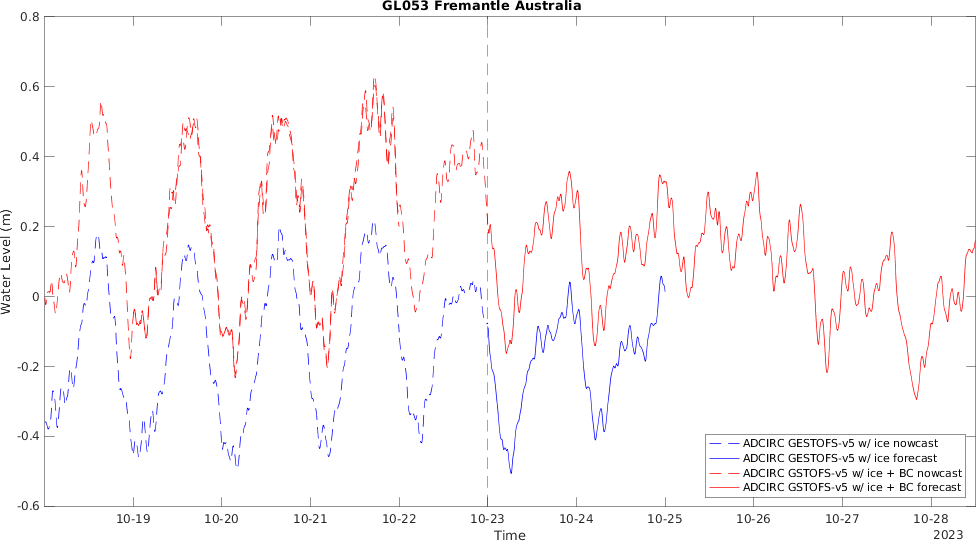 GL053 Fremantle Australia
0.8
0.6
0.4
0.2
0
-0.2
-0.4
-0.6
Water Level (m)
ADCIRC GESTOFS-v5 w/ ice nowcast
ADCIRC GESTOFS-v5 w/ ice forecast
ADCIRC GSTOFS-v5 w/ ice + BC nowcast
ADCIRC GSTOFS-v5 w/ ice + BC forecast
10-19 10-20 10-21 10-22 10-23 10-24 10-25 10-26 10-27 10-28
Time
2023